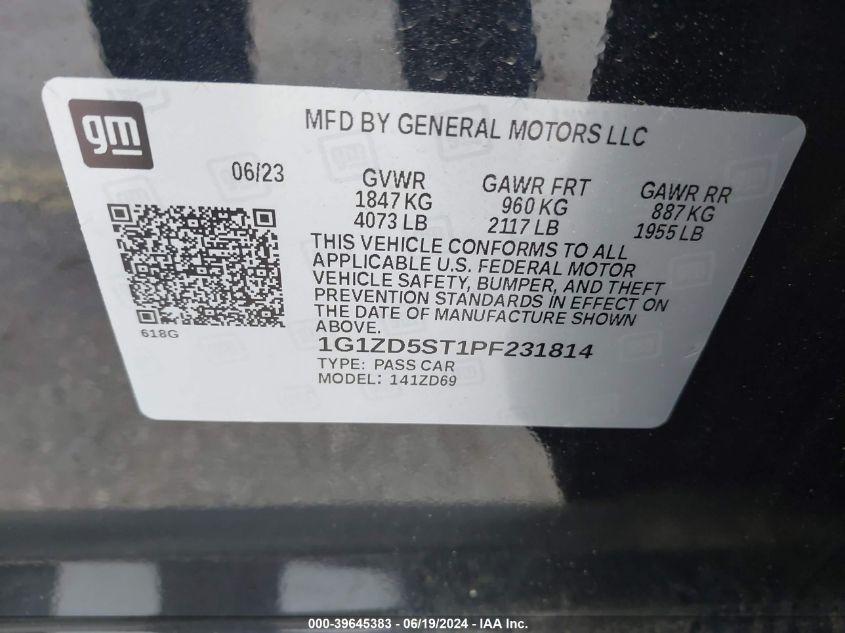 gm
MFD BY GENERAL MOTORS LLC
06/23
GVWR GAWR FRT GAWR RR
1847 KG 960 KG 887 KG
4073 LB 2117 LB 1955 LB
THIS VEHICLE CONFORMS TO ALL
APPLICABLE U.S. FEDERAL MOTOR
VEHICLE SAFETY, BUMPER, AND THEFT
PREVENTION STANDARDS IN EFFECT ON
THE DATE OF MANUFACTURE SHOWN
ABOVE.
618G
1G1ZD5ST1PF231814
TYPE: PASS CAR
MODEL: 141ZD69
000-39645383 - 06/19/2024 - IAA Inc.